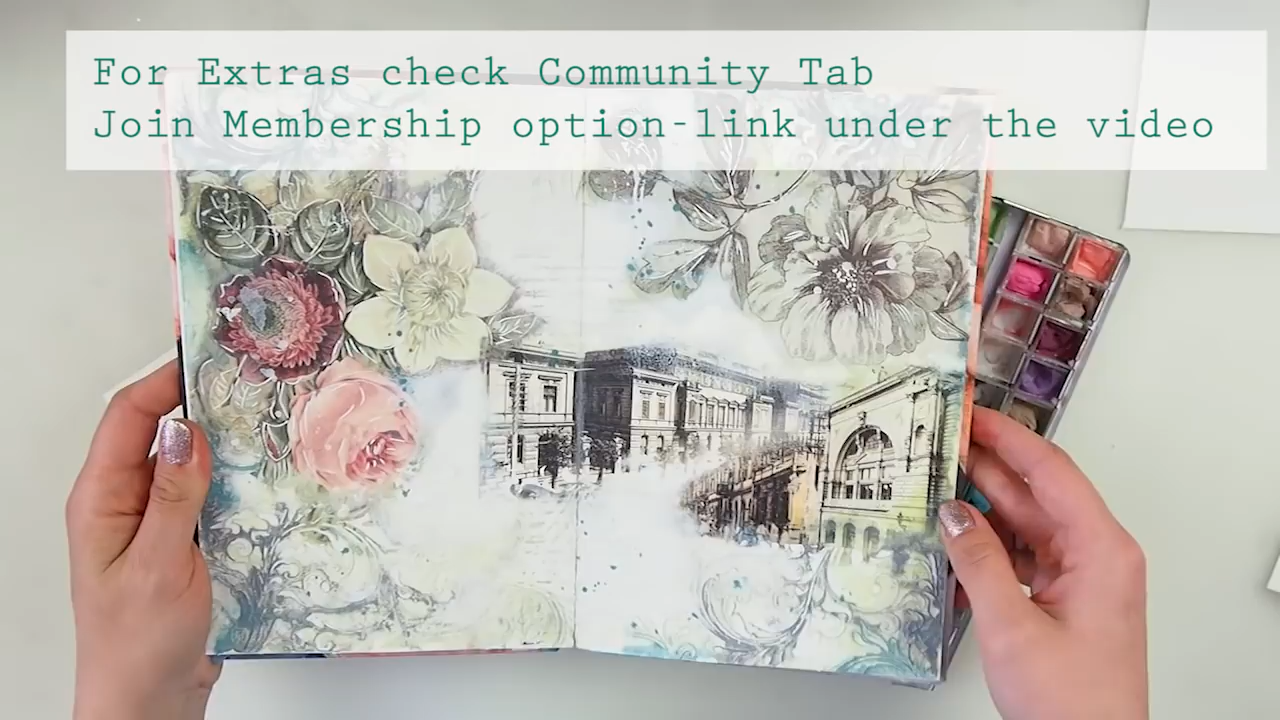 For Extras check Community Tab
Join Membership option-link under the video